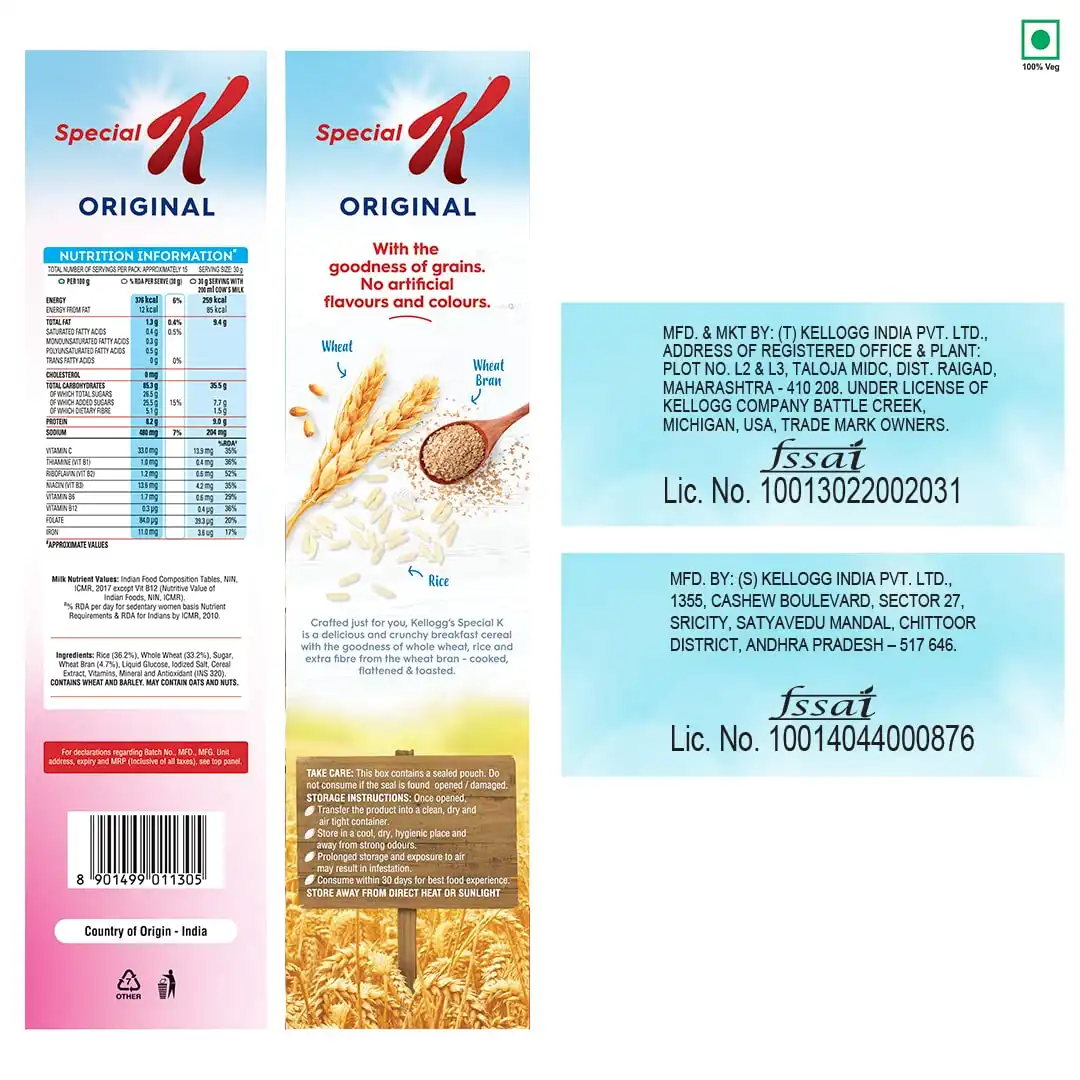 100% Veg
Special K
ORIGINAL
NUTRITION INFORMATION#
TOTAL NUMBER OF SERVINGS PER PACK: APPROXIMATELY 15 SERVING SIZE: 30 g
PER 100 g % RDA PER SERVE (30 g) 30 g SERVING WITH
200 ml COW'S MILK
ENERGY 376 kcal 6% 259 kcal
ENERGY FROM FAT 12 kcal 85 kcal
TOTAL FAT 1.3 g 0.4% 9.4 g
SATURATED FATTY ACIDS 0.4 g 0.5%
MONOUNSATURATED FATTY ACIDS 0.3 g
POLYUNSATURATED FATTY ACIDS 0.5 g
TRANS FATTY ACIDS 0 g 0%
CHOLESTEROL 0 mg
TOTAL CARBOHYDRATES 85.3 g 35.5 g
OF WHICH TOTAL SUGARS 26.5 g
OF WHICH ADDED SUGARS 25.5 g 15% 7.7 g
OF WHICH DIETARY FIBRE 5.1 g 1.5 g
PROTEIN 8.2 g 9.0 g
SODIUM 480 mg 7% 204 mg
%RDA#
VITAMIN C 33.0 mg 13.9 mg 35%
THIAMINE (VIT B1) 1.0 mg 0.4 mg 36%
RIBOFLAVIN (VIT B2) 1.2 mg 0.6 mg 52%
NIACIN (VIT B3) 13.6 mg 4.2 mg 35%
VITAMIN B6 1.7 mg 0.6 mg 29%
VITAMIN B12 0.3 µg 0.4 µg 36%
FOLATE 84.0 µg 39.3 µg 20%
IRON 11.0 mg 3.6 ug 17%
#APPROXIMATE VALUES
Milk Nutrient Values: Indian Food Composition Tables, NIN,
ICMR, 2017 except Vit B12 (Nutritive Value of
Indian Foods, NIN, ICMR).
% RDA per day for sedentary women basis Nutrient
Requirements & RDA for Indians by ICMR, 2010.
Ingredients: Rice (36.2%), Whole Wheat (33.2%), Sugar,
Wheat Bran (4.7%), Liquid Glucose, Iodized Salt, Cereal
Extract, Vitamins, Mineral and Antioxidant (INS 320).
CONTAINS WHEAT AND BARLEY. MAY CONTAIN OATS AND NUTS.
For declarations regarding Batch No., MFD., MFG. Unit
address, expiry and MRP (Inclusive of all taxes), see top panel.
8 901499 011305
Country of Origin - India
7
OTHER
Special K
ORIGINAL
With the
goodness of grains.
No artificial
flavours and colours.
Wheat
Wheat
Bran
Rice
Crafted just for you, Kellogg's Special K
is a delicious and crunchy breakfast cereal
with the goodness of whole wheat, rice and
extra fibre from the wheat bran - cooked,
flattened & toasted.
TAKE CARE: This box contains a sealed pouch. Do
not consume if the seal is found opened / damaged.
STORAGE INSTRUCTIONS: Once opened,
Transfer the product into a clean, dry and
air tight container.
Store in a cool, dry, hygienic place and
away from strong odours.
Prolonged storage and exposure to air
may result in infestation.
Consume within 30 days for best food experience.
STORE AWAY FROM DIRECT HEAT OR SUNLIGHT
MFD. & MKT BY: (T) KELLOGG INDIA PVT. LTD.,
ADDRESS OF REGISTERED OFFICE & PLANT:
PLOT NO. L2 & L3, TALOJA MIDC, DIST. RAIGAD,
MAHARASHTRA - 410 208. UNDER LICENSE OF
KELLOGG COMPANY BATTLE CREEK,
MICHIGAN, USA, TRADE MARK OWNERS.
fssai
Lic. No. 10013022002031
MFD. BY: (S) KELLOGG INDIA PVT. LTD.,
1355, CASHEW BOULEVARD, SECTOR 27,
SRICITY, SATYAVEDU MANDAL, CHITTOOR
DISTRICT, ANDHRA PRADESH – 517 646.
fssai
Lic. No. 10014044000876